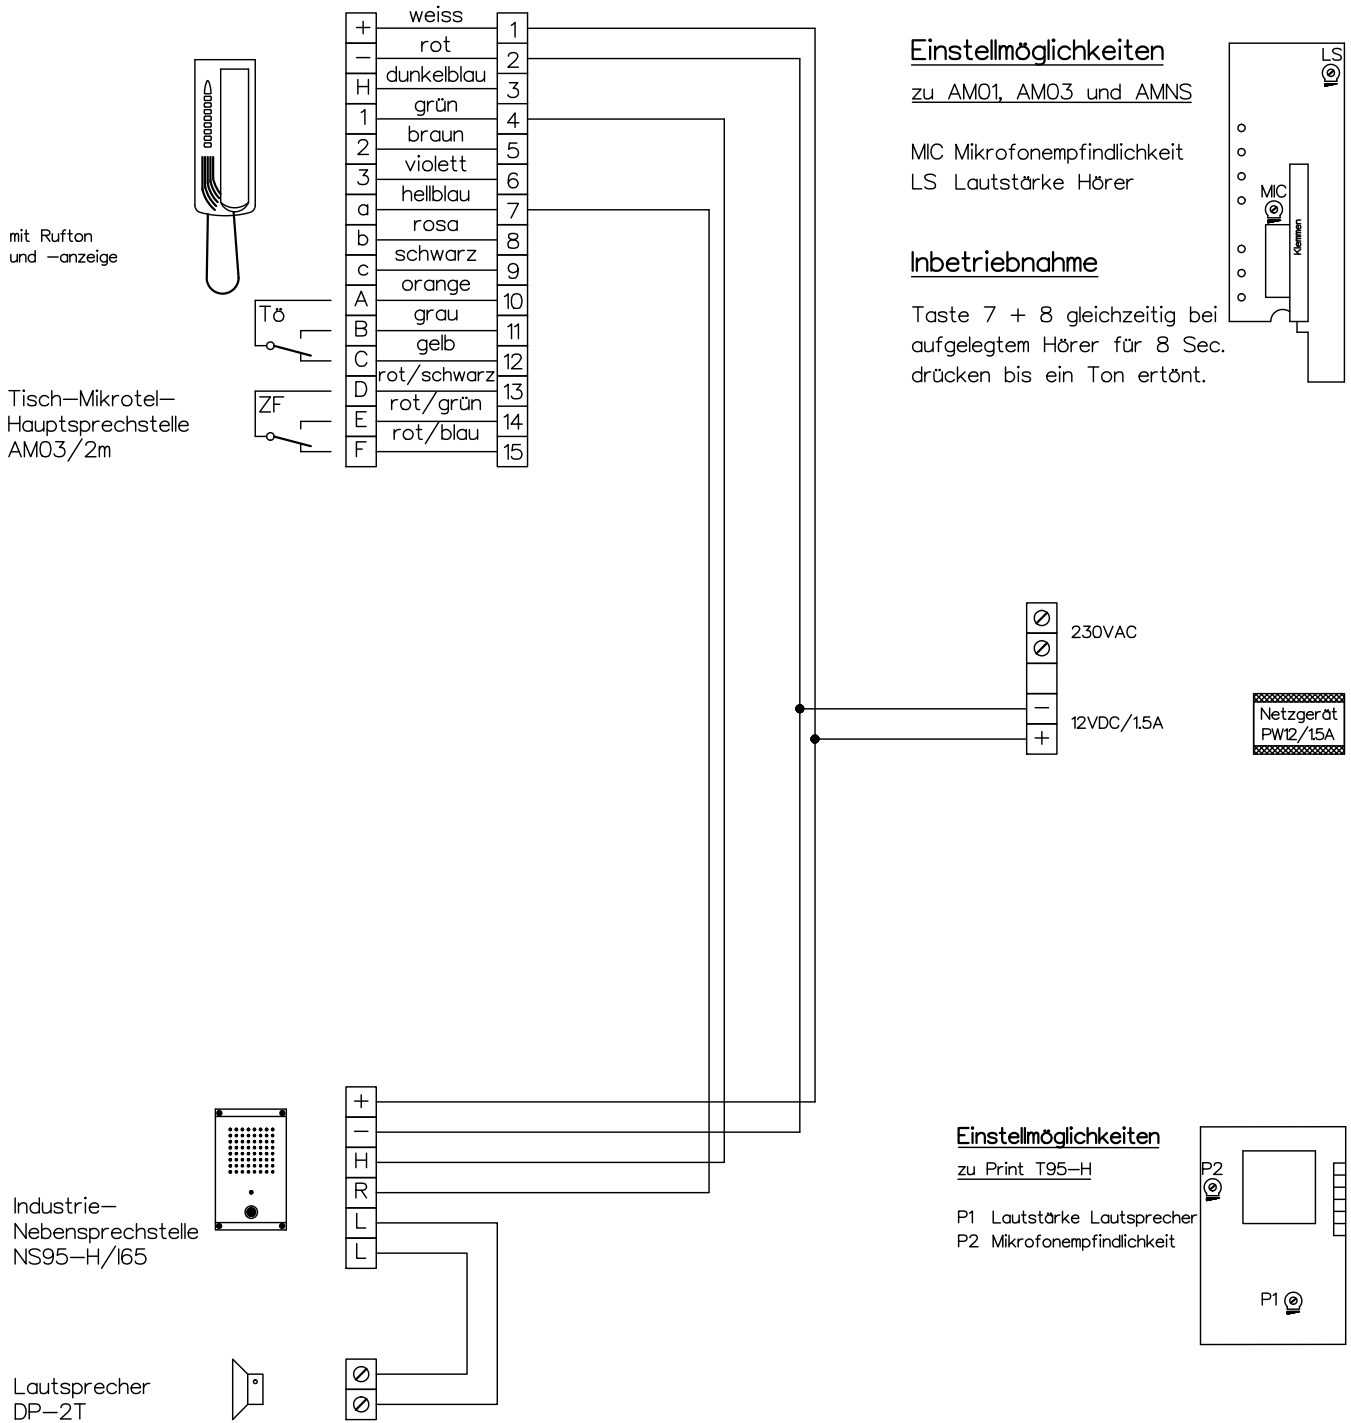 mit Rufton
und –anzeige
Tisch–Mikrotel–
Hauptsprechstelle
AM03/2m
Tö
ZF
+ weiss 1
– rot 2
H dunkelblau 3
1 grün 4
2 braun 5
3 violett 6
a hellblau 7
b rosa 8
c schwarz 9
A orange 10
B grau 11
C gelb 12
D rot/schwarz 13
E rot/grün 14
F rot/blau 15
Einstellmöglichkeiten
zu AM01, AM03 und AMNS
MIC Mikrofonempfindlichkeit
LS Lautstärke Hörer
Inbetriebnahme
Taste 7 + 8 gleichzeitig bei
aufgelegtem Hörer für 8 Sec.
drücken bis ein Ton ertönt.
LS
MIC
Klemmen
230VAC
–
+
12VDC/1.5A
Netzgerät
PW12/1.5A
Industrie–
Nebensprechstelle
NS95–H/I65
+
–
H
R
L
L
Lautsprecher
DP–2T
Einstellmöglichkeiten
zu Print T95–H
P1 Lautstärke Lautsprecher
P2 Mikrofonempfindlichkeit
P2
P1